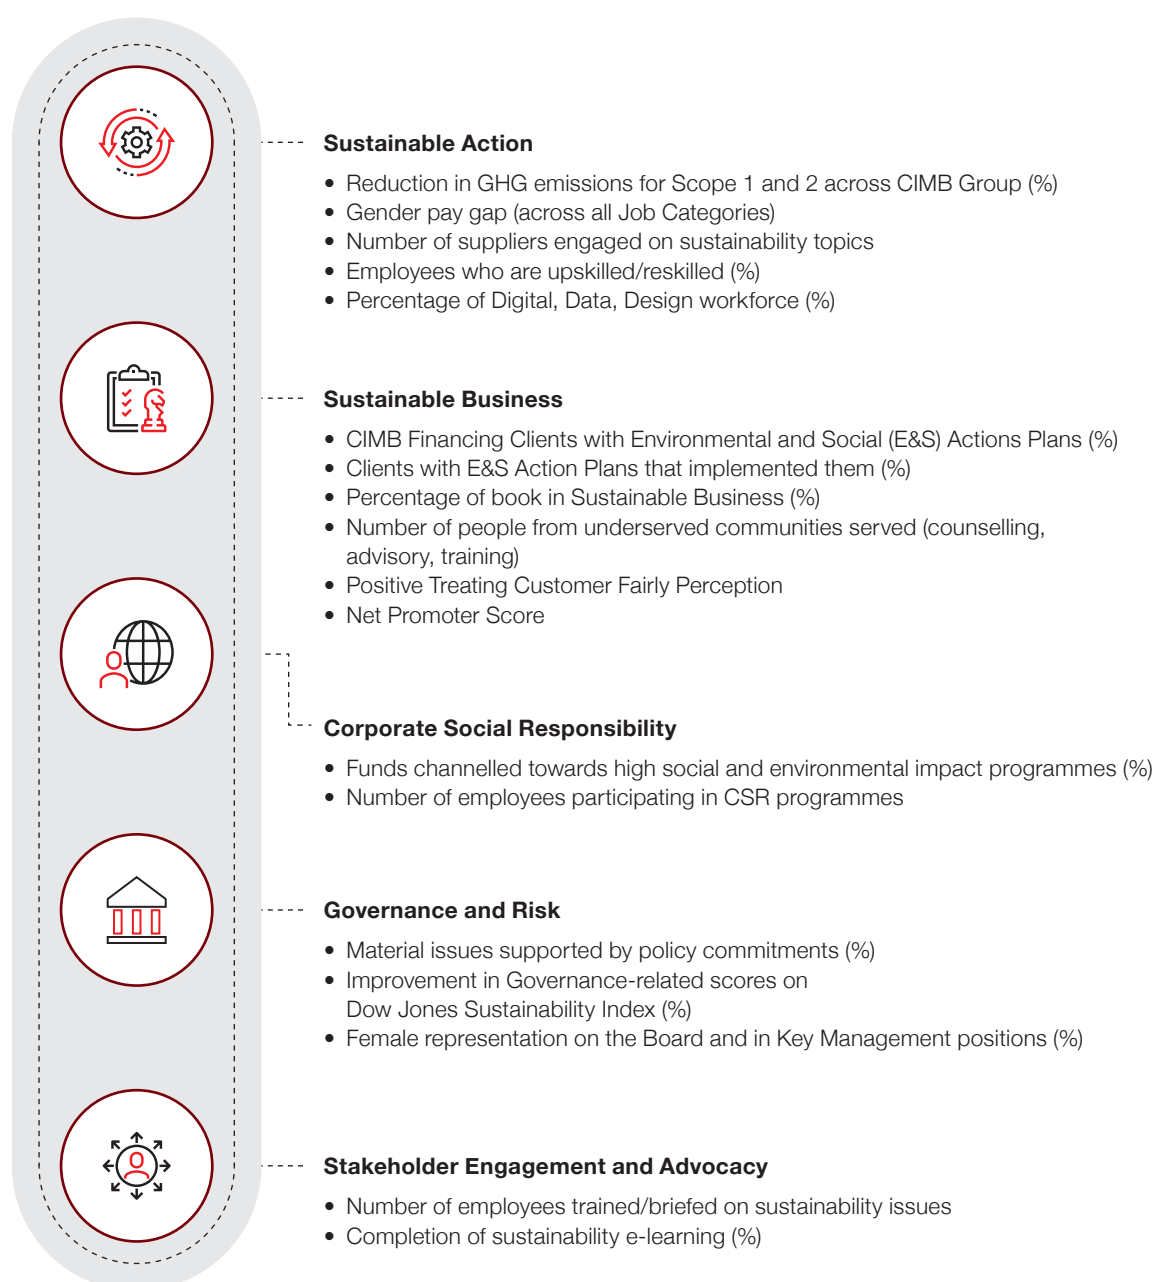 Sustainable Action
• Reduction in GHG emissions for Scope 1 and 2 across CIMB Group (%)
• Gender pay gap (across all Job Categories)
• Number of suppliers engaged on sustainability topics
• Employees who are upskilled/reskilled (%)
• Percentage of Digital, Data, Design workforce (%)
Sustainable Business
• CIMB Financing Clients with Environmental and Social (E&S) Actions Plans (%)
• Clients with E&S Action Plans that implemented them (%)
• Percentage of book in Sustainable Business (%)
• Number of people from underserved communities served (counselling,
advisory, training)
• Positive Treating Customer Fairly Perception
• Net Promoter Score
Corporate Social Responsibility
• Funds channelled towards high social and environmental impact programmes (%)
• Number of employees participating in CSR programmes
Governance and Risk
• Material issues supported by policy commitments (%)
• Improvement in Governance-related scores on
Dow Jones Sustainability Index (%)
• Female representation on the Board and in Key Management positions (%)
Stakeholder Engagement and Advocacy
• Number of employees trained/briefed on sustainability issues
• Completion of sustainability e-learning (%)